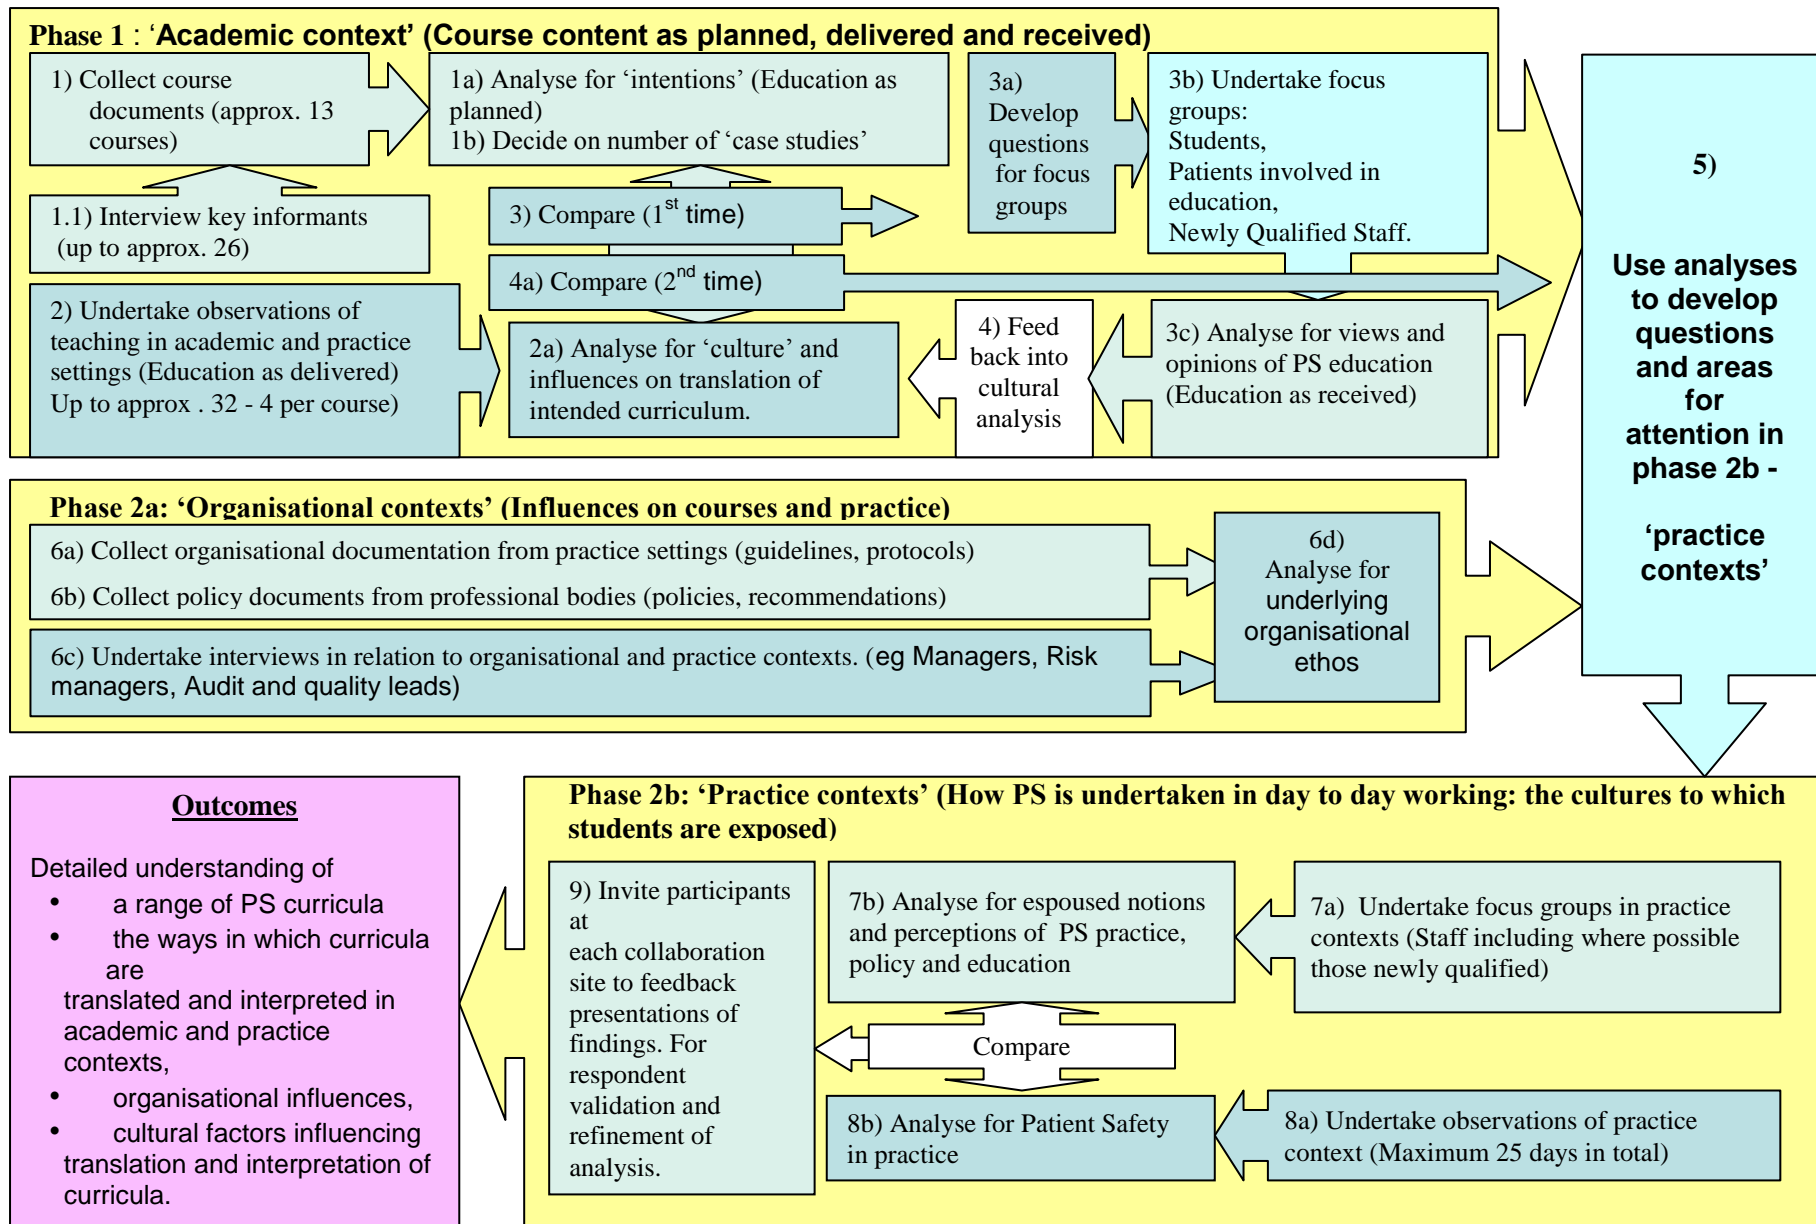 Phase 1 : ‘Academic context’ (Course content as planned, delivered and received)
1) Collect course
documents (approx. 13
courses)
1a) Analyse for ‘intentions’ (Education as
planned)
1b) Decide on number of ‘case studies’
3a)
Develop
questions
for focus
groups
3b) Undertake focus
groups:
Students,
Patients involved in
education,
Newly Qualified Staff.
1.1) Interview key informants
(up to approx. 26)
3) Compare (1st time)
4a) Compare (2nd time)
2) Undertake observations of
teaching in academic and practice
settings (Education as delivered)
Up to approx . 32 - 4 per course)
2a) Analyse for ‘culture’ and
influences on translation of
intended curriculum.
4) Feed
back into
cultural
analysis
3c) Analyse for views and
opinions of PS education
(Education as received)
5)
Use analyses
to develop
questions
and areas
for
attention in
phase 2b -
‘practice
contexts’
Phase 2a: ‘Organisational contexts’ (Influences on courses and practice)
6a) Collect organisational documentation from practice settings (guidelines, protocols)
6b) Collect policy documents from professional bodies (policies, recommendations)
6c) Undertake interviews in relation to organisational and practice contexts. (eg Managers, Risk
managers, Audit and quality leads)
6d)
Analyse for
underlying
organisational
ethos
Outcomes
Detailed understanding of
• a range of PS curricula
• the ways in which curricula
are
translated and interpreted in
academic and practice
contexts,
• organisational influences,
• cultural factors influencing
translation and interpretation of
curricula.
Phase 2b: ‘Practice contexts’ (How PS is undertaken in day to day working: the cultures to which
students are exposed)
9) Invite participants
at
each collaboration
site to feedback
presentations of
findings. For
respondent
validation and
refinement of
analysis.
7b) Analyse for espoused notions
and perceptions of PS practice,
policy and education
7a) Undertake focus groups in practice
contexts (Staff including where possible
those newly qualified)
Compare
8b) Analyse for Patient Safety
in practice
8a) Undertake observations of practice
context (Maximum 25 days in total)